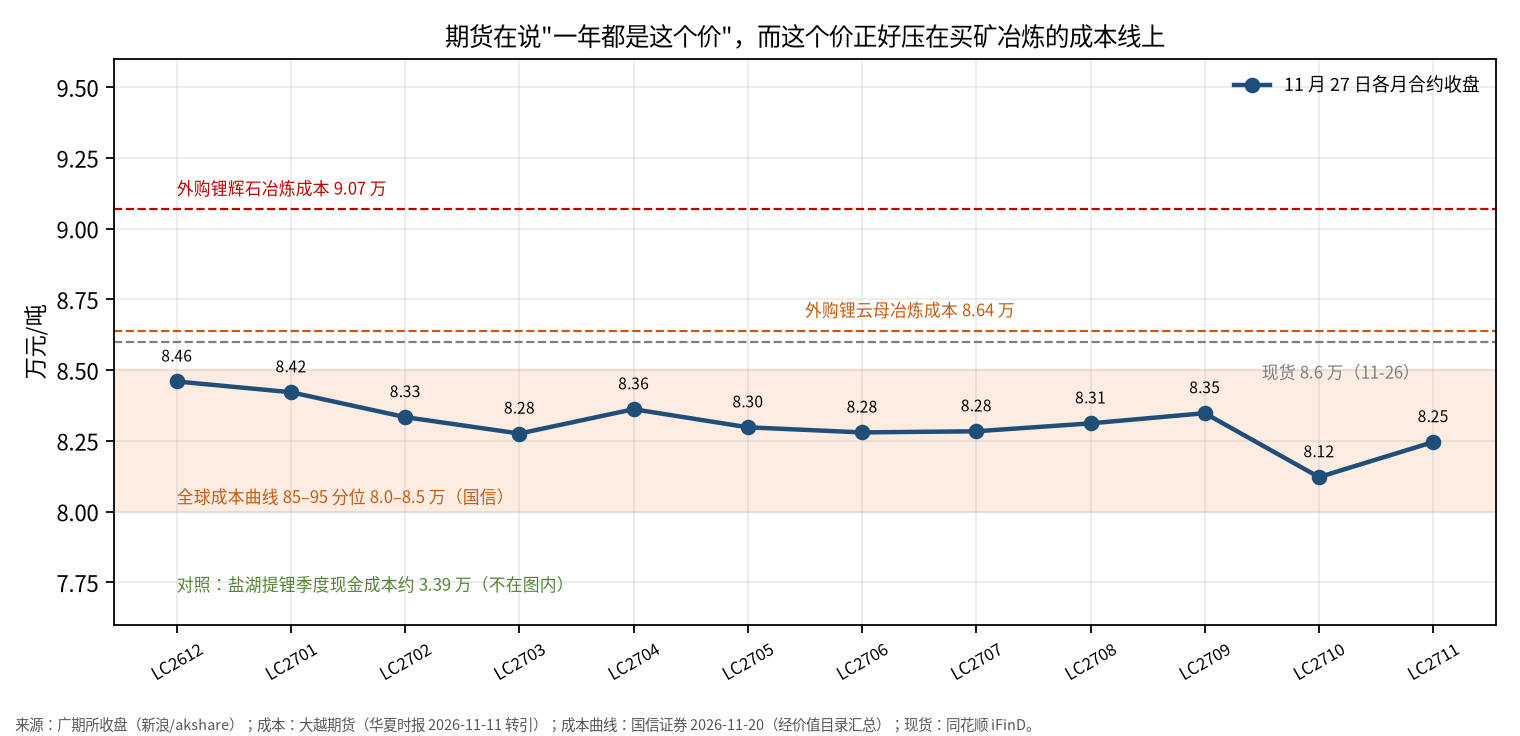 期货在说"一年都是这个价"，而这个价正好压在买矿冶炼的成本线上
11 月 27 日各月合约收盘
万元/吨
9.50
9.25
9.00
8.75
8.50
8.25
8.00
7.75
外购锂辉石冶炼成本 9.07 万
外购锂云母冶炼成本 8.64 万
现货 8.6 万（11-26）
8.46
8.42
8.33
8.28
8.36
8.30
8.28
8.28
8.31
8.35
8.12
8.25
全球成本曲线 85–95 分位 8.0–8.5 万（国信）
对照：盐湖提锂季度现金成本约 3.39 万（不在图内）
LC2612
LC2701
LC2702
LC2703
LC2704
LC2705
LC2706
LC2707
LC2708
LC2709
LC2710
LC2711
来源：广期所收盘（新浪/akshare）；成本：大越期货（华夏时报 2026-11-11 转引）；成本曲线：国信证券 2026-11-20（经价值目录汇总）；现货：同花顺 iFinD。